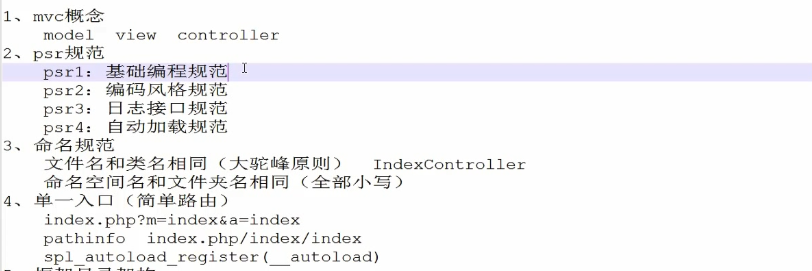 1、mvc概念
model view controller
2、psr规范
psr1：基础编程规范
psr2：编码风格规范
psr3：日志接口规范
psr4：自动加载规范
3、命名规范
文件名和类名相同（大驼峰原则） IndexController
命名空间名和文件夹名相同（全部小写）
4、单一入口（简单路由）
index.php?m=index&a=index
pathinfo index.php/index/index
spl_autoload_register(__autoload)